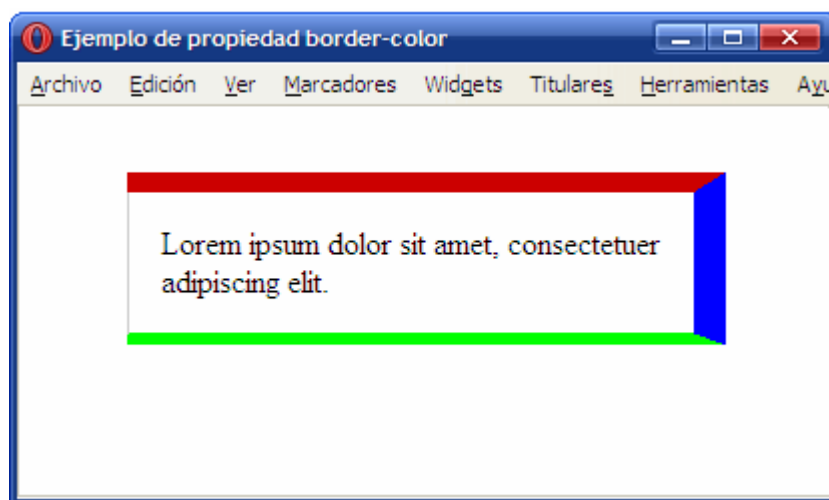 Ejemplo de propiedad border-color
Archivo Edición Ver Marcadores Widgets Titulares Herramientas Ayu
Lorem ipsum dolor sit amet, consectetuer
adipiscing elit.